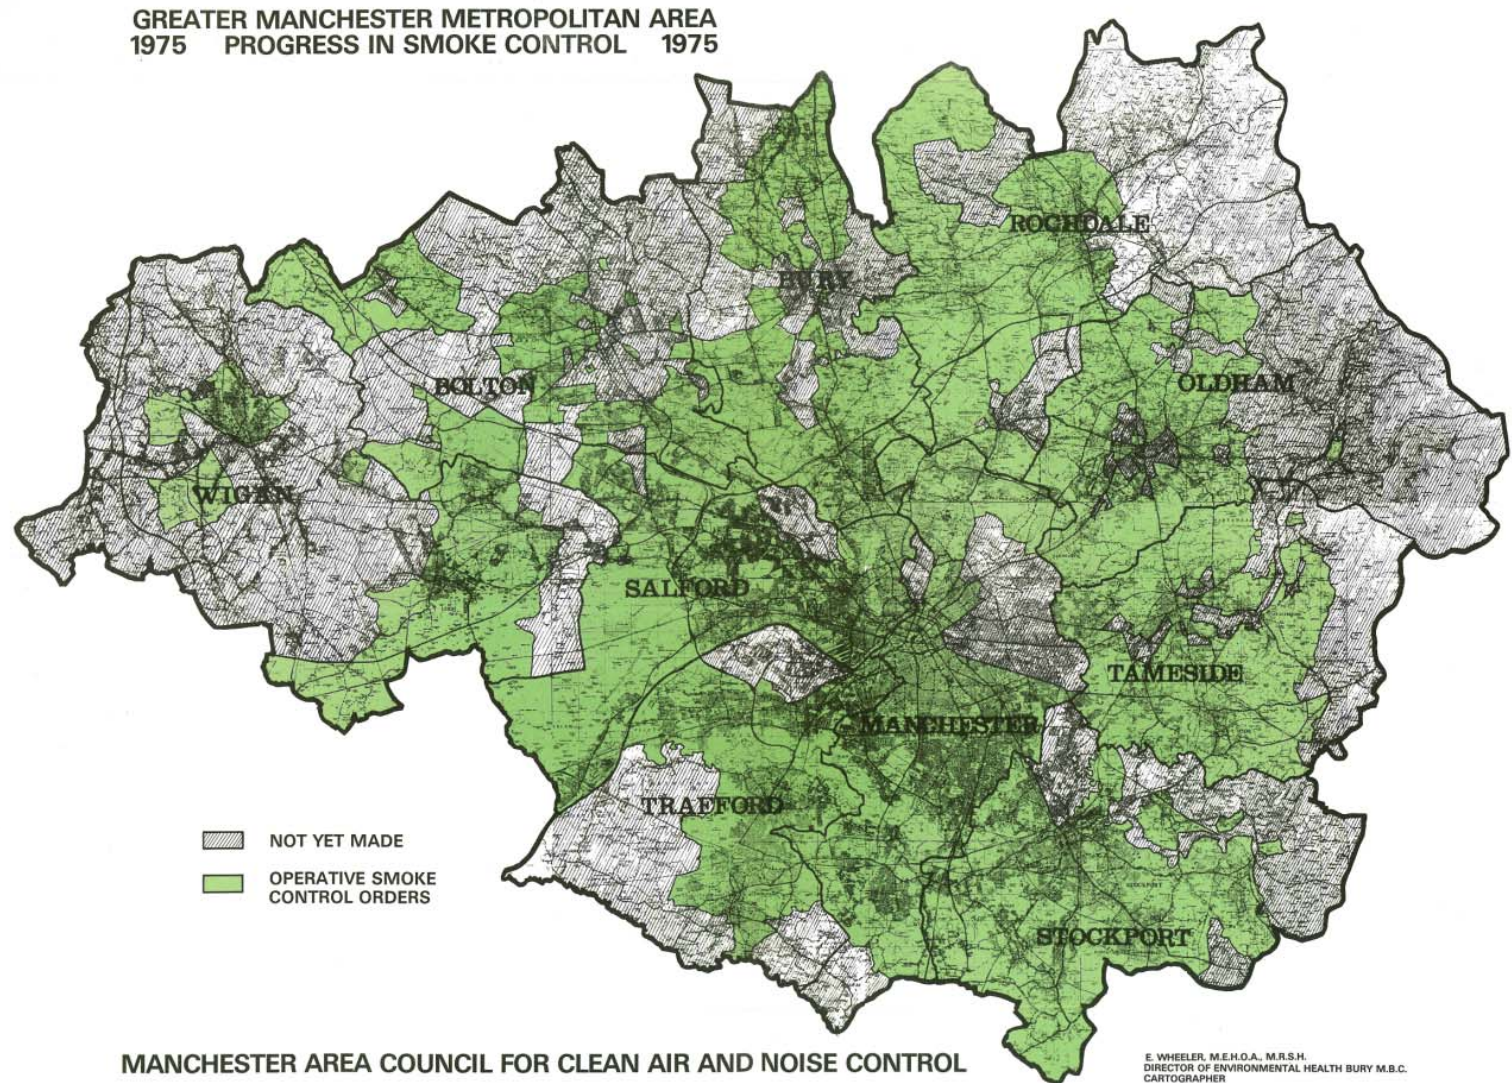 GREATER MANCHESTER METROPOLITAN AREA
1975 PROGRESS IN SMOKE CONTROL 1975
ROCHDALE
BURY
OLDHAM
BOLTON
WIGAN
SALFORD
TAMESIDE
MANCHESTER
TRAFFORD
NOT YET MADE
OPERATIVE SMOKE
CONTROL ORDERS
STOCKPORT
MANCHESTER AREA COUNCIL FOR CLEAN AIR AND NOISE CONTROL
E. WHEELER, M.E.H.O.A., M.R.S.H.
DIRECTOR OF ENVIRONMENTAL HEALTH BURY M.B.C.
CARTOGRAPHER